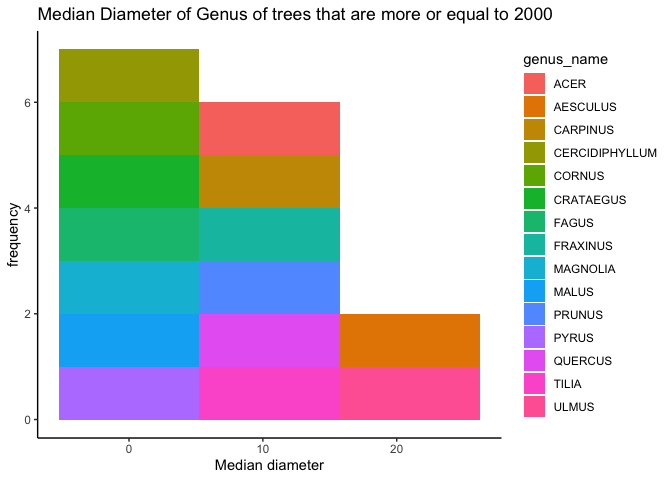 Median Diameter of Genus of trees that are more or equal to 2000
frequency
6
4
2
0
0 10 20
Median diameter
genus_name
ACER
AESCULUS
CARPINUS
CERCIDIPHYLLUM
CORNUS
CRATAEGUS
FAGUS
FRAXINUS
MAGNOLIA
MALUS
PRUNUS
PYRUS
QUERCUS
TILIA
ULMUS